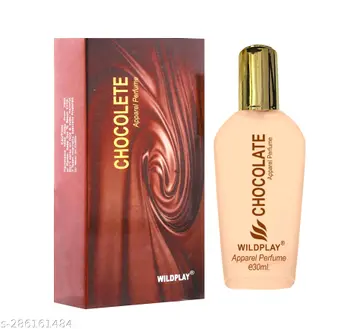 CHOCOLETE
Apparel Perfume
WILDPLAY®
CHOCOLATE
Apparel Perfume
WILDPLAY®
Apparel Perfume
e30ml.
s-286161484